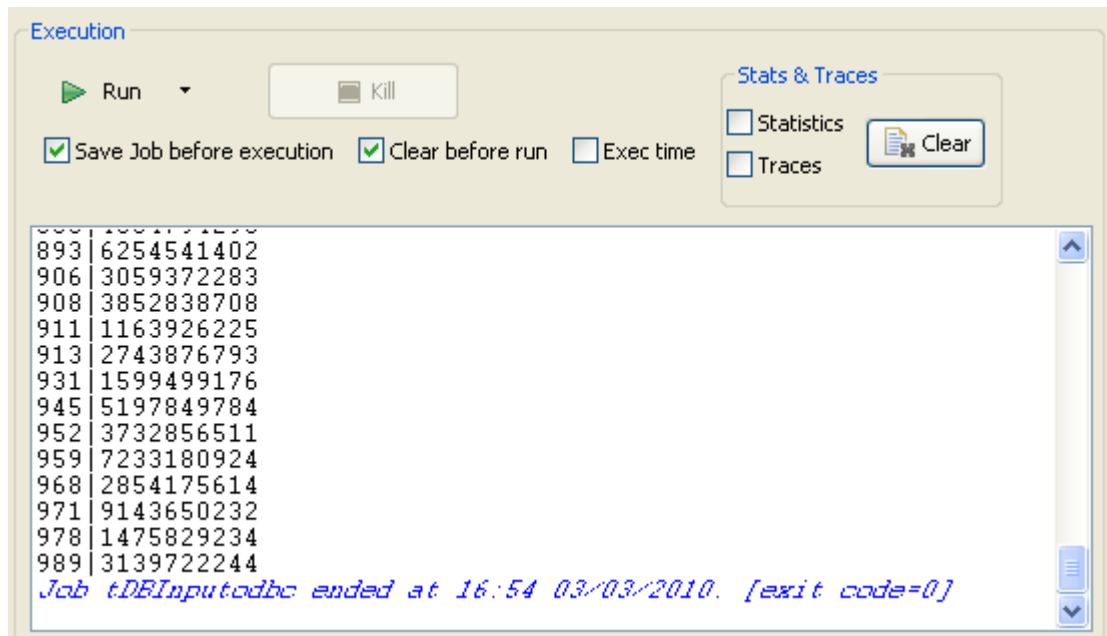 Execution
Run
Kill
Stats & Traces
Save Job before execution
Clear before run
Exec time
Statistics
Traces
Clear
893|6254541402
906|3059372283
908|3852838708
911|1163926225
913|2743876793
931|1599499176
945|5197849784
952|3732856511
959|7233180924
968|2854175614
971|9143650232
978|1475829234
989|3139722244
Job tDBInputodbc ended at 16:54 03/03/2010. [exit code=0]